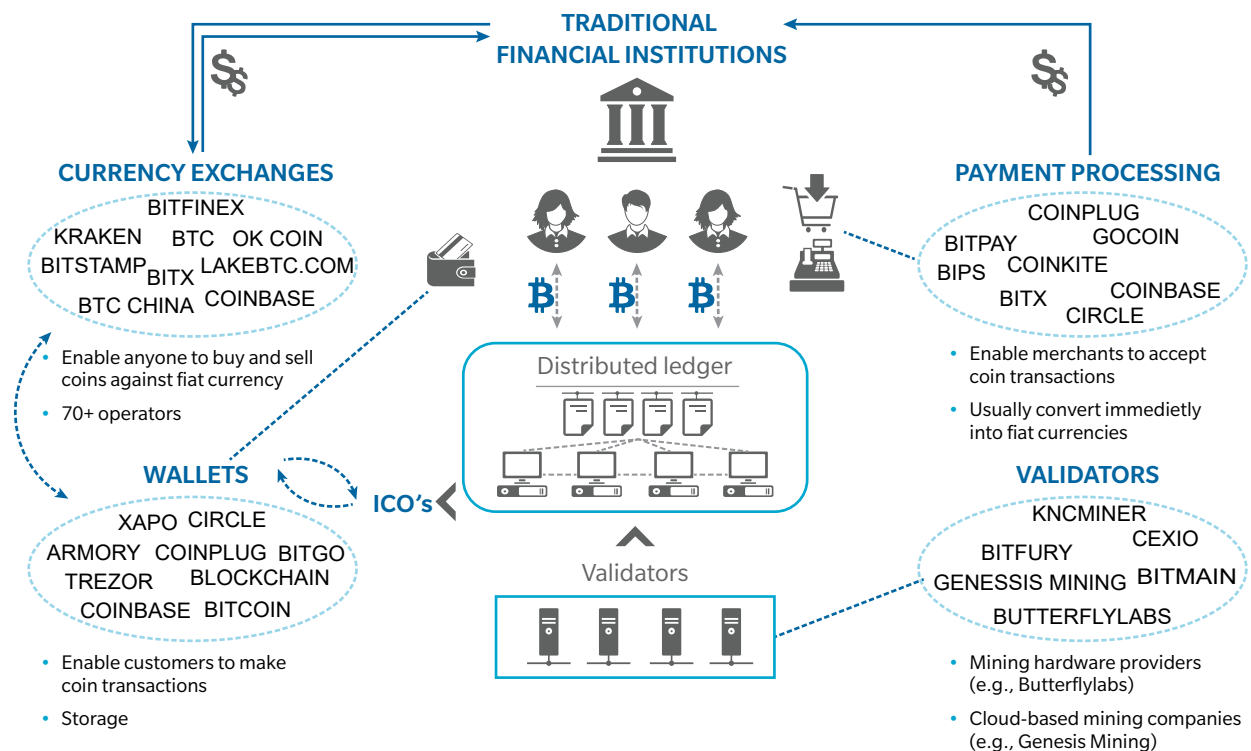 TRADITIONAL
FINANCIAL INSTITUTIONS
$$
$$
CURRENCY EXCHANGES
BITFINEX
KRAKEN BTC OK COIN
BITSTAMP BITX LAKEBTC.COM
BTC CHINA COINBASE
• Enable anyone to buy and sell
coins against fiat currency
• 70+ operators
PAYMENT PROCESSING
COINPLUG
BITPAY GOCOIN
BIPS COINKITE
BITX COINBASE
CIRCLE
• Enable merchants to accept
coin transactions
• Usually convert immedietly
into fiat currencies
₿ ₿ ₿
Distributed ledger
WALLETS
XAPO CIRCLE
ARMORY COINPLUG BITGO
TREZOR BLOCKCHAIN
COINBASE BITCOIN
• Enable customers to make
coin transactions
• Storage
ICO's
Validators
VALIDATORS
KNCMINER
BITFURY CEXIO
GENESSIS MINING BITMAIN
BUTTERFLYLABS
• Mining hardware providers
(e.g., Butterflylabs)
• Cloud-based mining companies
(e.g., Genesis Mining)